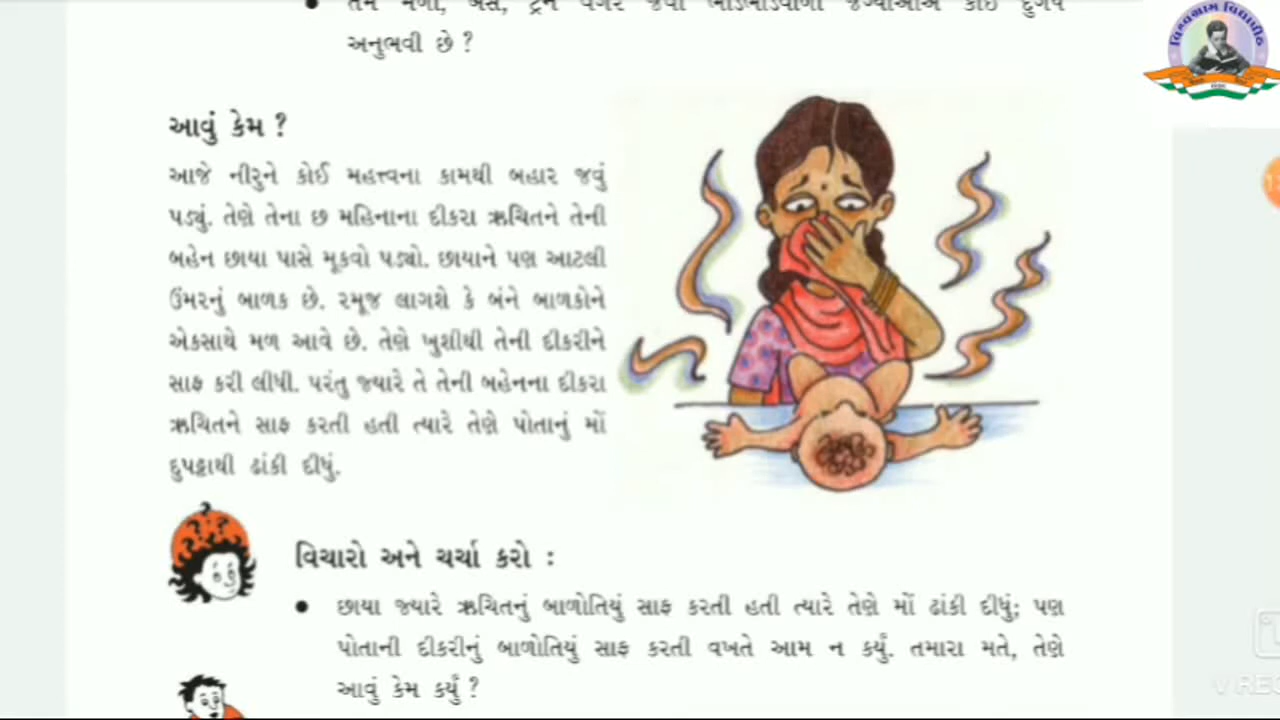 અનુભવી છે ?
વિશ્વગ્રામ વિદ્યાપીઠ
આવું કેમ ?
આજે નીરુને કોઈ મહત્ત્વના કામથી બહાર જવું
પડ્યું. તેણે તેના છ મહિનાના દીકરા ઋચિતને તેની
બહેન છાયા પાસે મૂકવો પડ્યો. છાયાને પણ આટલી
ઉંમરનું બાળક છે. રમૂજ લાગશે કે બંને બાળકોને
એકસાથે મળ આવે છે. તેણે ખુશીથી તેની દીકરીને
સાફ કરી લીધી. પરંતુ જ્યારે તે તેની બહેનના દીકરા
ઋચિતને સાફ કરતી હતી ત્યારે તેણે પોતાનું મોં
દુપટ્ટાથી ઢાંકી દીધું.
વિચારો અને ચર્ચા કરો :
● છાયા જ્યારે ઋચિતનું બાળોતિયું સાફ કરતી હતી ત્યારે તેણે મોં ઢાંકી દીધું; પણ
પોતાની દીકરીનું બાળોતિયું સાફ કરતી વખતે આમ ન કર્યું. તમારા મતે, તેણે
આવું કેમ કર્યું ?